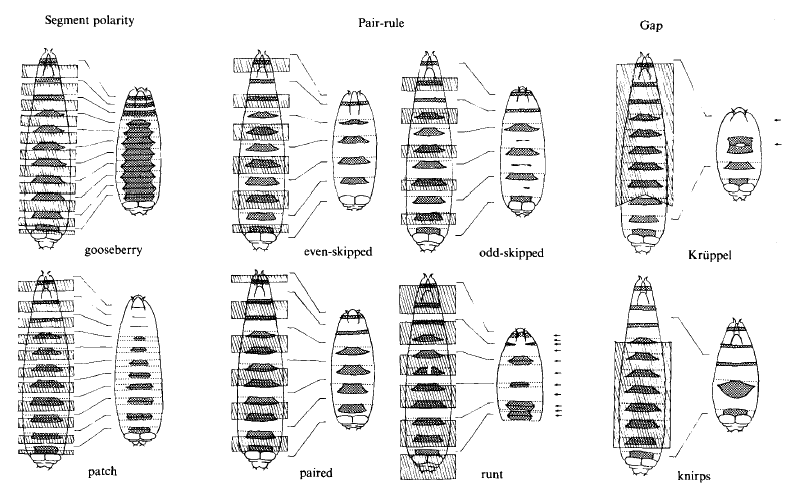 Segment polarity
Pair-rule
Gap
gooseberry
even-skipped
odd-skipped
Krüppel
patch
paired
runt
knirps